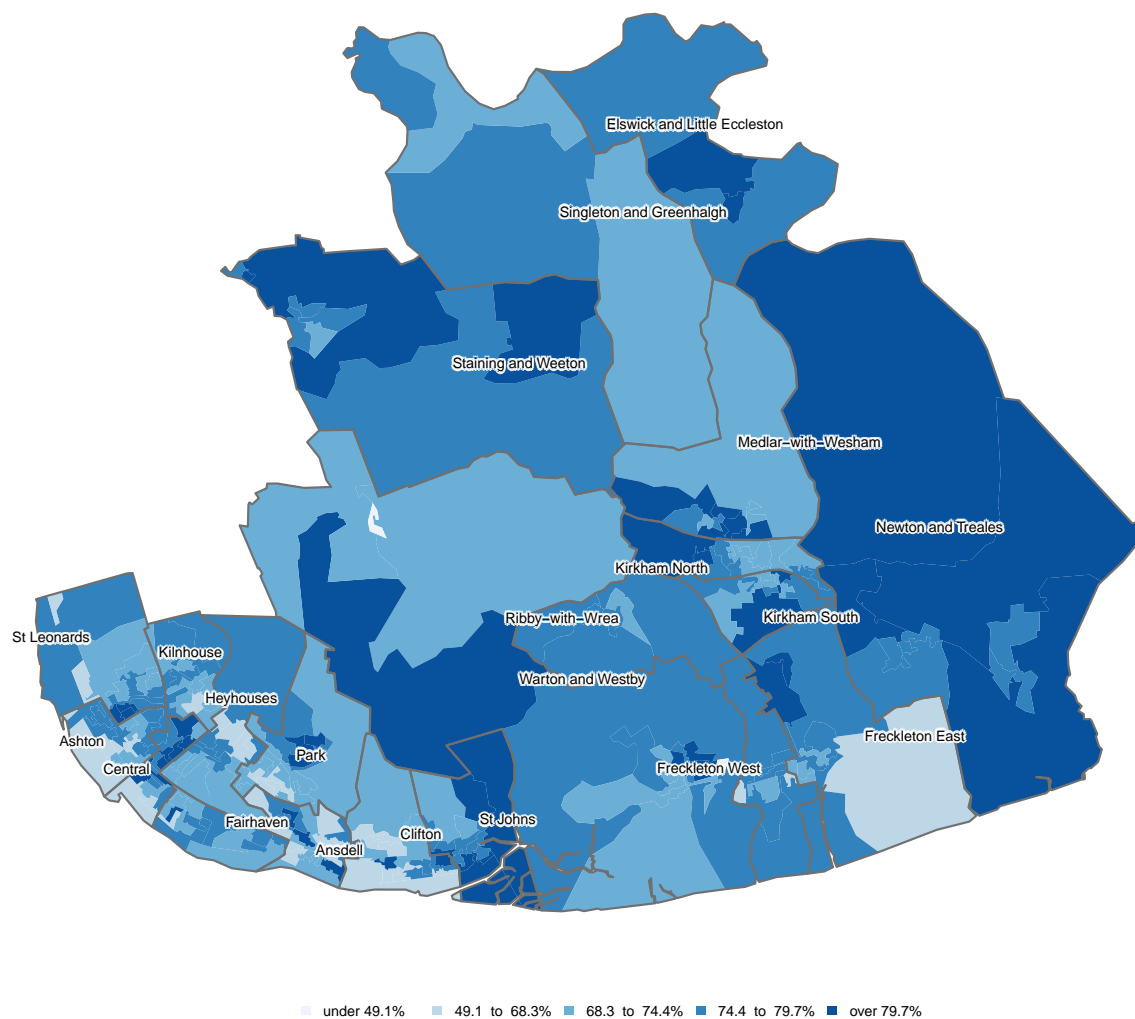 Elswick and Little Eccleston
Singleton and Greenhalgh
Staining and Weeton
Medlar−with−Wesham
Newton and Treales
Kirkham North
Ribby−with−Wrea
Kirkham South
St Leonards
Kilnhouse
Warton and Westby
Heyhouses
Freckleton East
Ashton
Park
Central
Freckleton West
Fairhaven
St Johns
Clifton
Ansdell
under 49.1% 49.1 to 68.3% 68.3 to 74.4% 74.4 to 79.7% over 79.7%